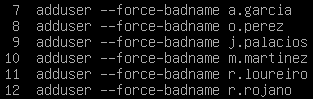 7 adduser --force-badname a.garcia
8 adduser --force-badname o.perez
9 adduser --force-badname j.palacios
10 adduser --force-badname m.martinez
11 adduser --force-badname r.loureiro
12 adduser --force-badname r.rojano